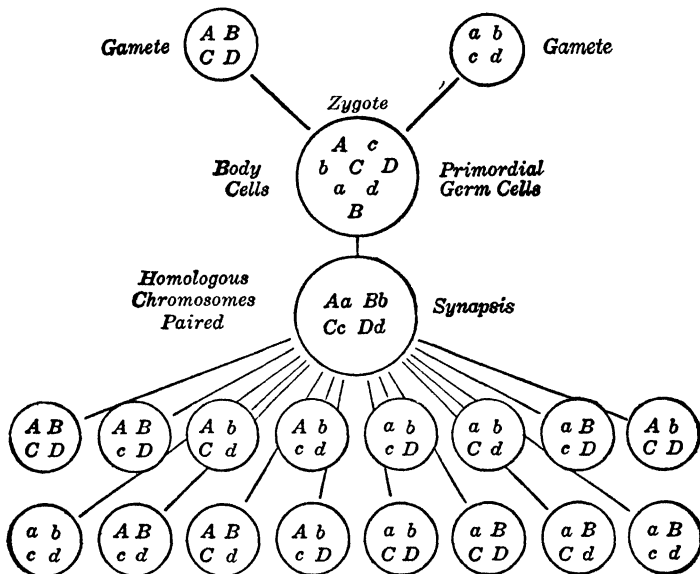 Gamete
A B
C D
a b
c d
Gamete
Zygote
A c
b C D
a d
B
Body
Cells
Primordial
Germ Cells
Homologous
Chromosomes
Paired
Aa Bb
Cc Dd
Synapsis
A B
C D
A B
c D
A b
C d
A b
c d
a b
c D
a b
C d
a B
c D
A b
C D
a b
c d
A B
c d
A B
C d
A b
c D
a b
C D
a B
C D
a B
C d
a B
c d